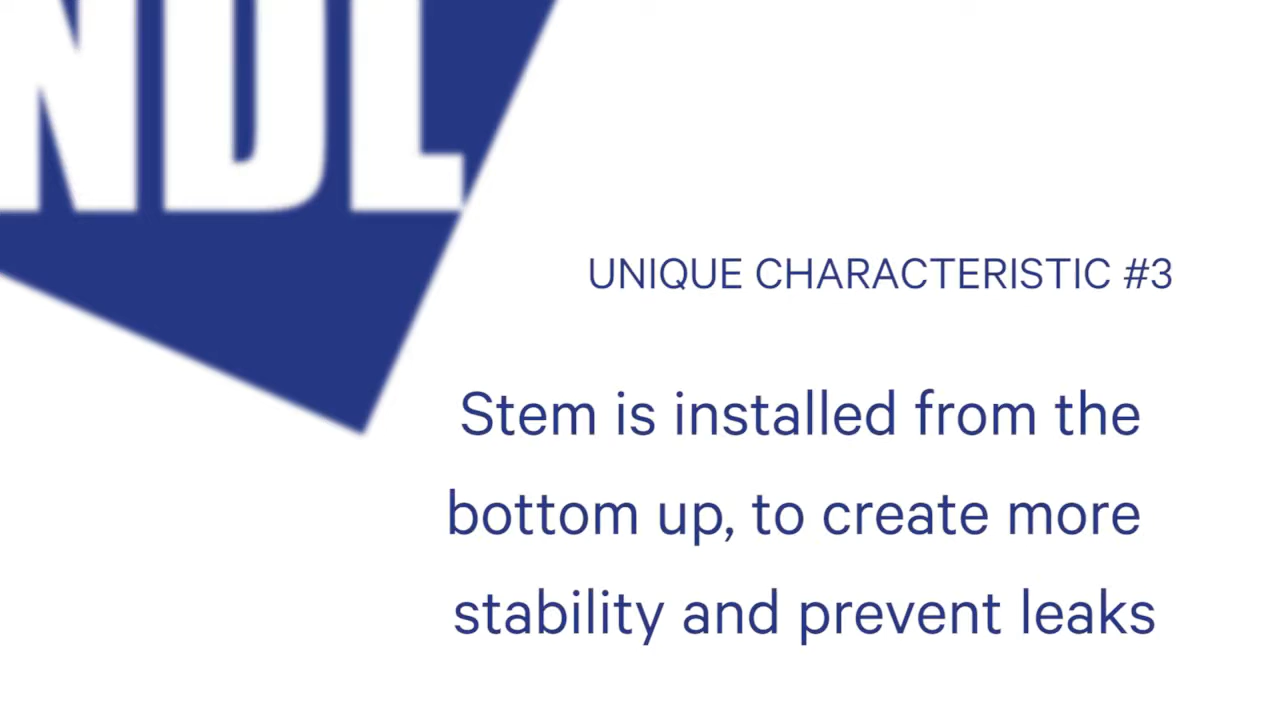 NDL
UNIQUE CHARACTERISTIC #3
Stem is installed from the
bottom up, to create more
stability and prevent leaks